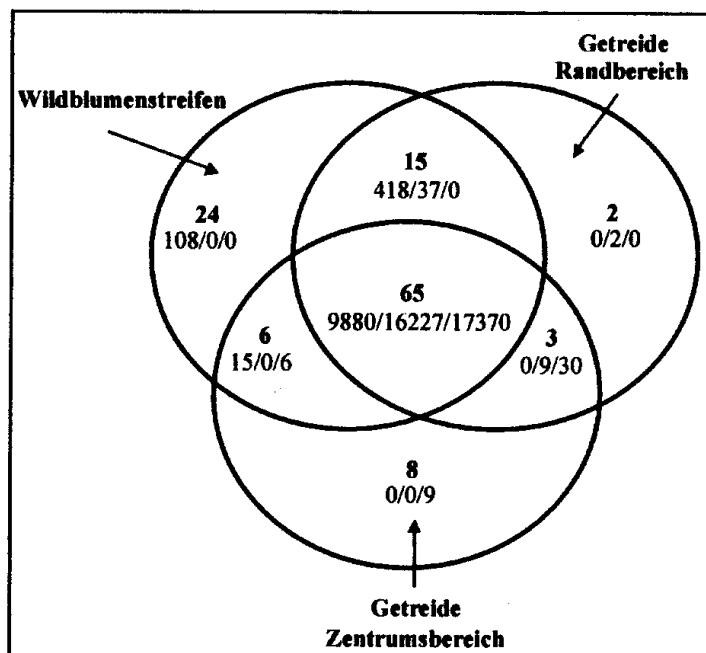 Getreide
Randbereich
Wildblumenstreifen
15
418/37/0
24
108/0/0
2
0/2/0
65
9880/16227/17370
6
15/0/6
3
0/9/30
8
0/0/9
Getreide
Zentrumsbereich